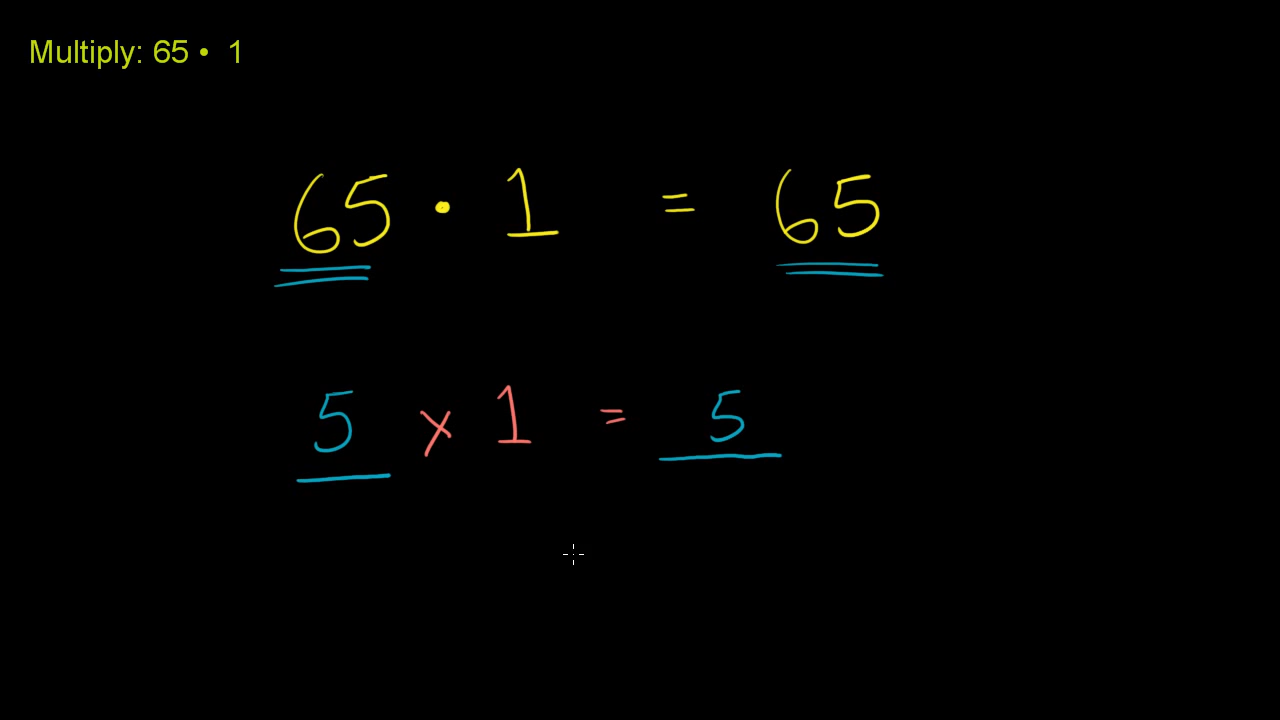 Multiply: 65 • 1
65 • 1 = 65
5 x 1 = 5